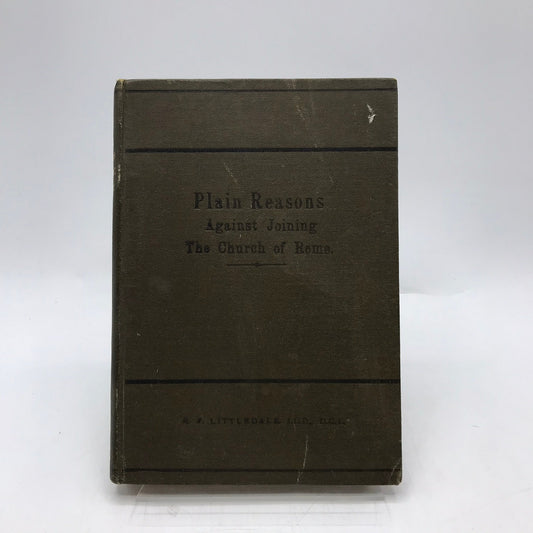 Plain Reasons
Against Joining
The Church of Rome.
R. F. LITTLEDALE, LL.D., D.C.L.